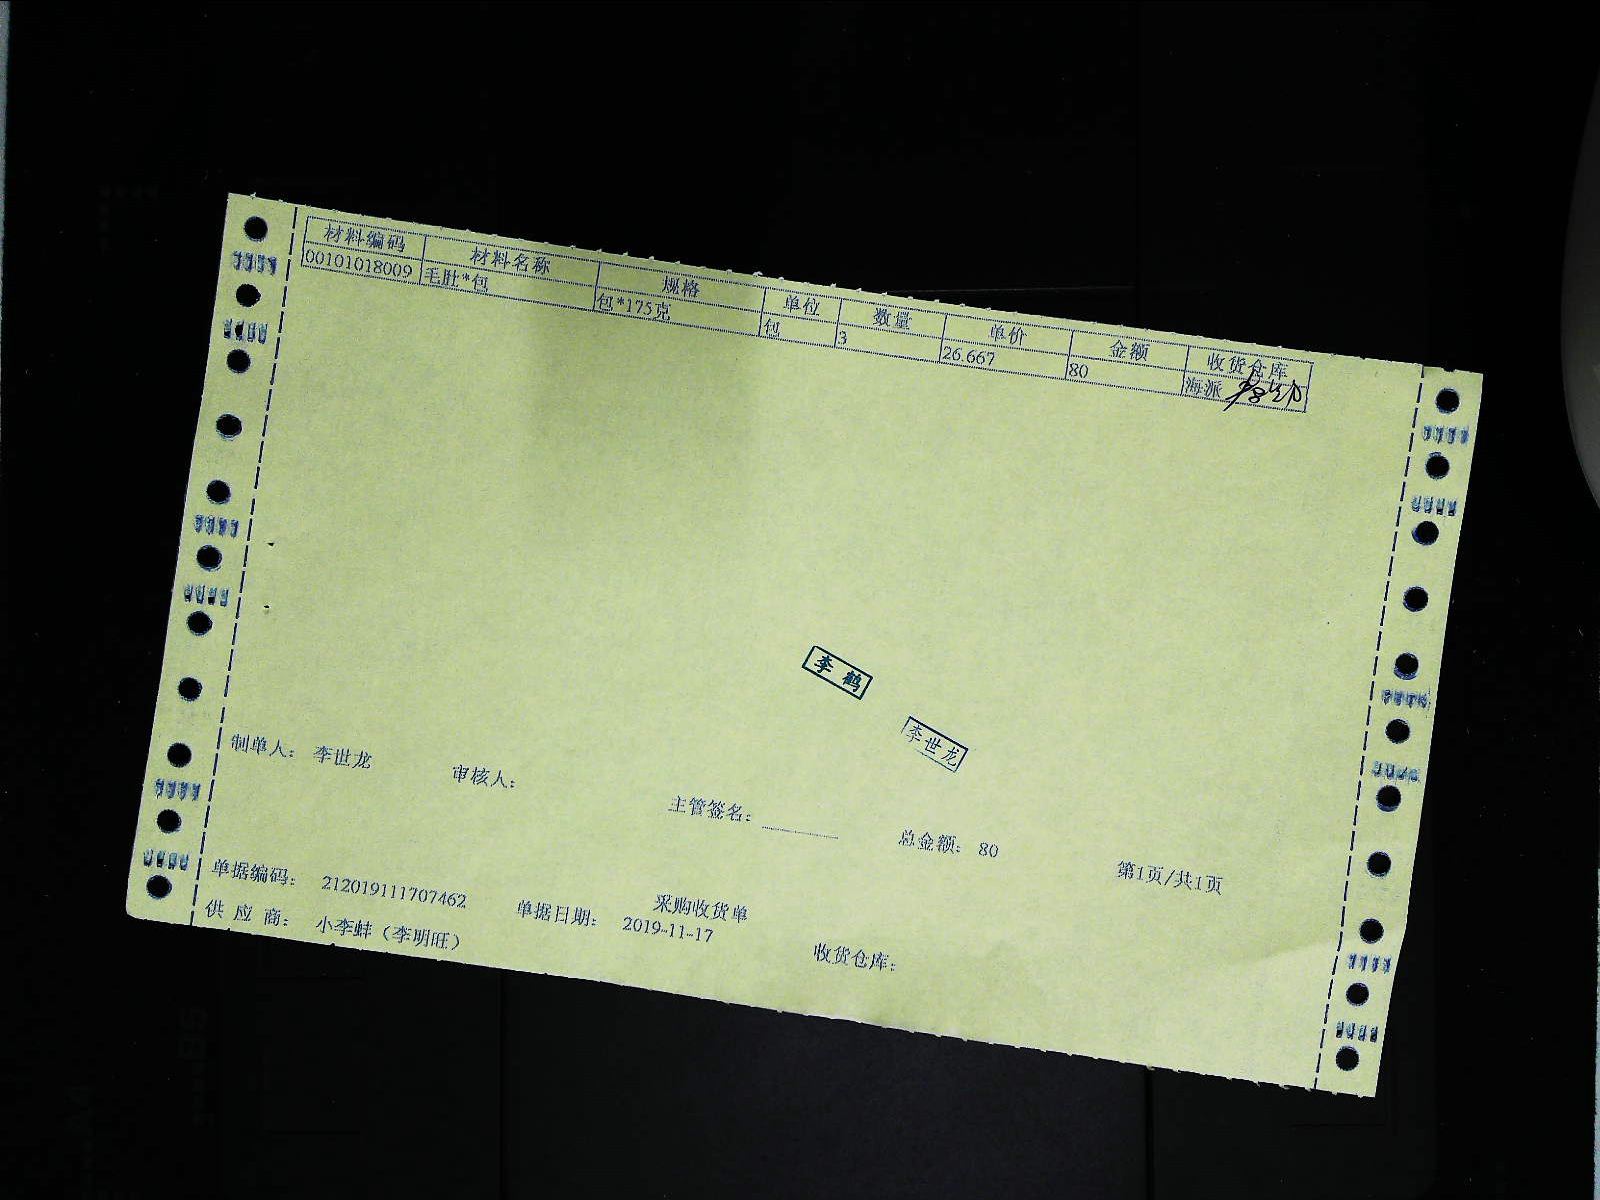 材料编码 材料名称 规格 单位 数量 单价 金额 收货仓库
00101018009 毛肚*包 包*175克 包 3 26.667 80 海派
李鹤
李世龙
制单人： 李世龙 审核人： 主管签名： 总金额： 80 第1页/共1页
采购收货单
单据编码： 212019111707462 单据日期： 2019-11-17 收货仓库：
供 应 商： 小李蚌（李明旺）